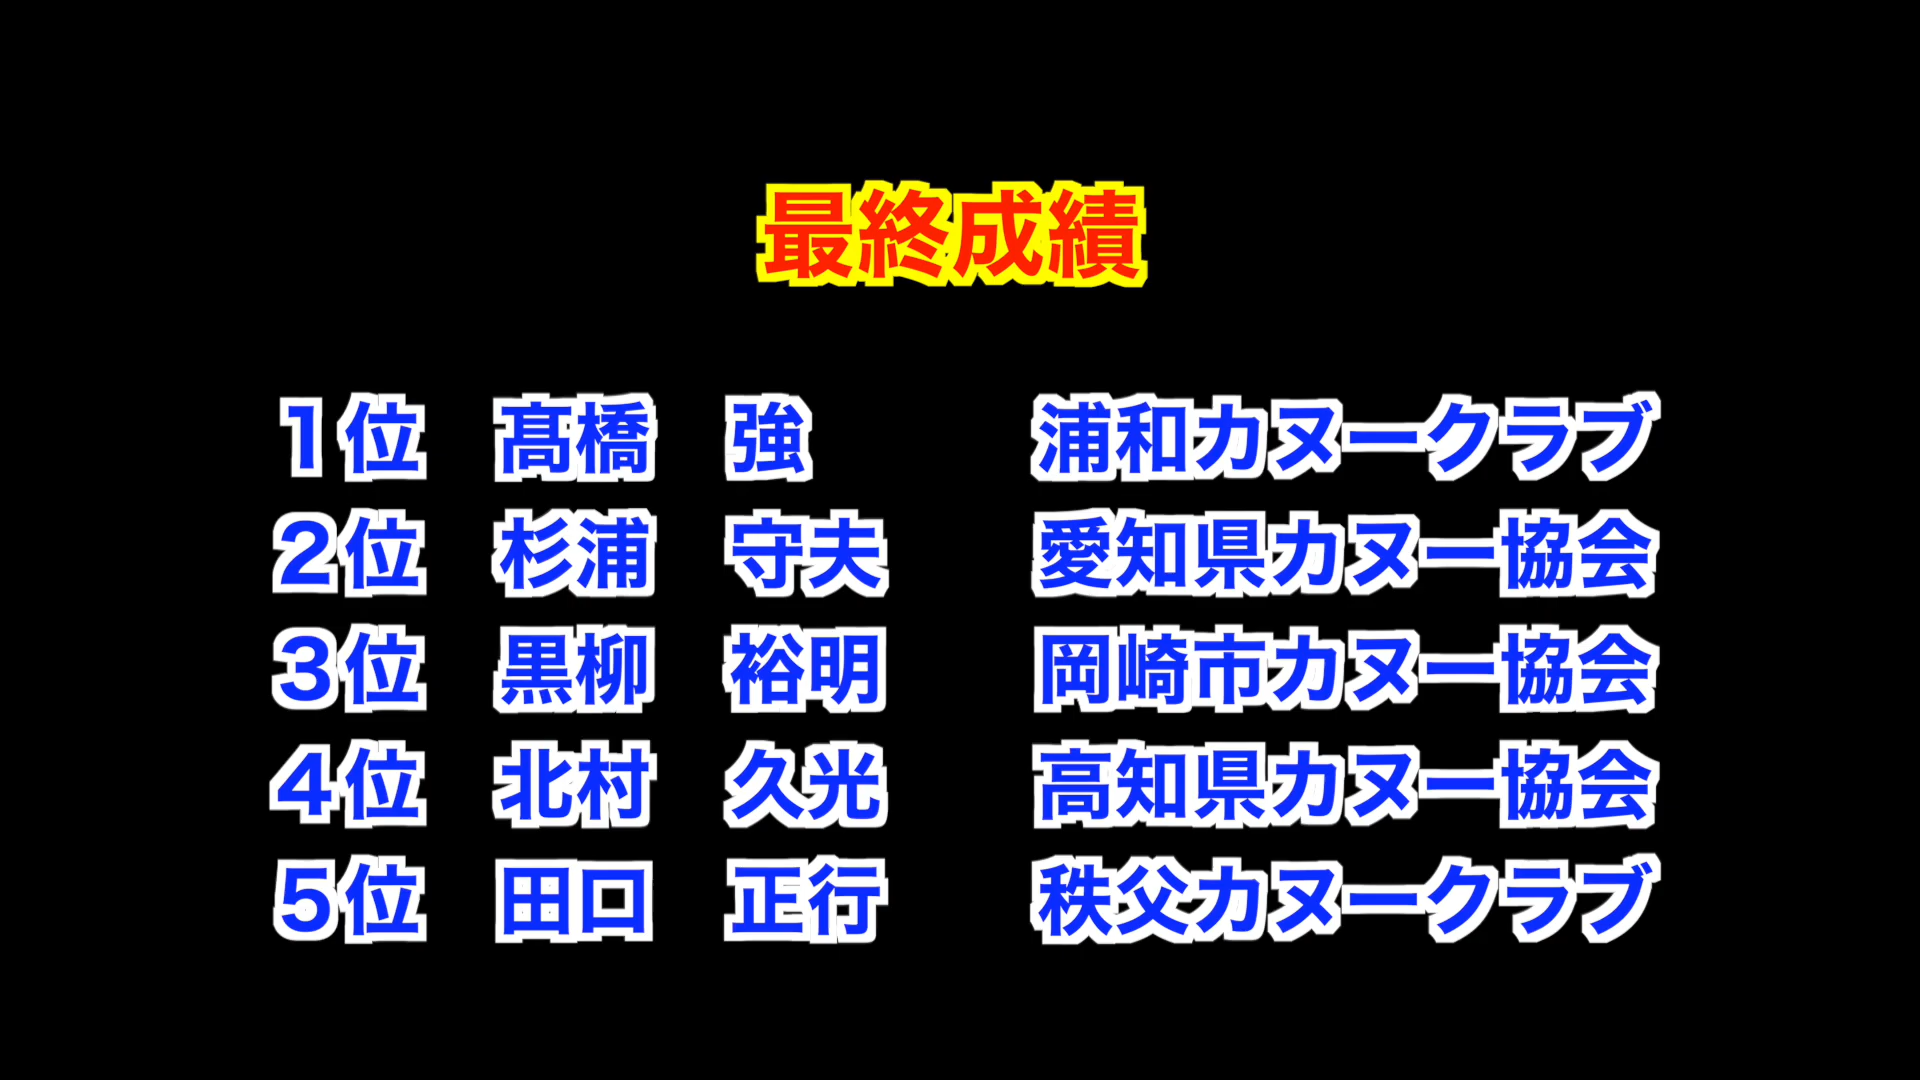 最終成績
1位 髙橋 強 浦和カヌークラブ
2位 杉浦 守夫 愛知県カヌー協会
3位 黒柳 裕明 岡崎市カヌー協会
4位 北村 久光 高知県カヌー協会
5位 田口 正行 秩父カヌークラブ